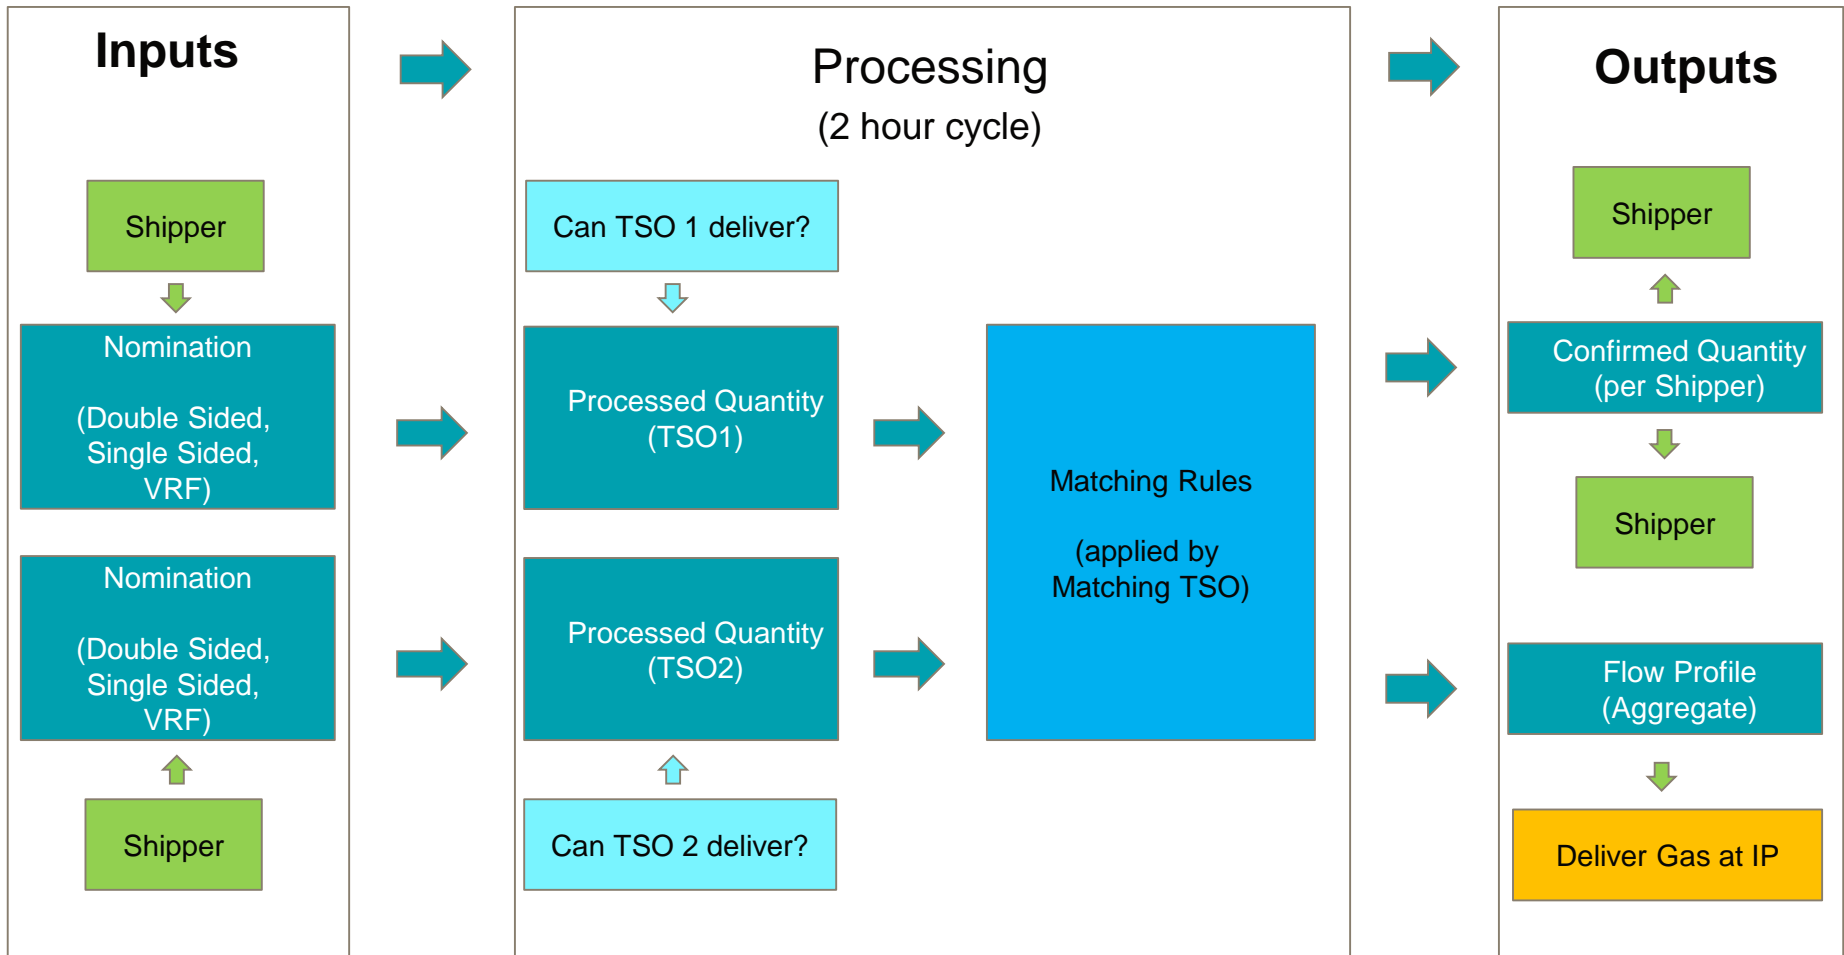 Inputs
Shipper
Nomination
(Double Sided,
Single Sided,
VRF)
Nomination
(Double Sided,
Single Sided,
VRF)
Shipper
Processing
(2 hour cycle)
Can TSO 1 deliver?
Processed Quantity
(TSO1)
Processed Quantity
(TSO2)
Can TSO 2 deliver?
Matching Rules
(applied by
Matching TSO)
Outputs
Shipper
Confirmed Quantity
(per Shipper)
Shipper
Flow Profile
(Aggregate)
Deliver Gas at IP